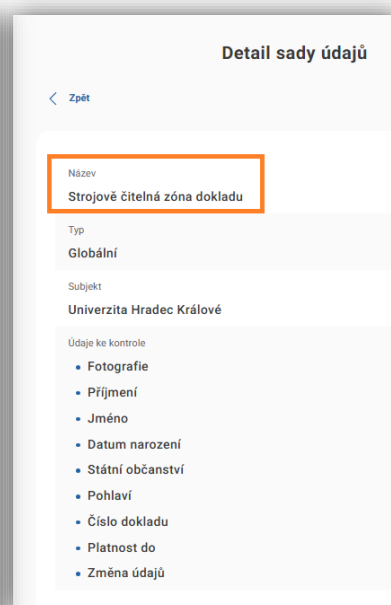 Detail sady údajů
Zpět
Název
Strojově čitelná zóna dokladu
Typ
Globální
Subjekt
Univerzita Hradec Králové
Údaje ke kontrole
Fotografie
Příjmení
Jméno
Datum narození
Státní občanství
Pohlaví
Číslo dokladu
Platnost do
Změna údajů